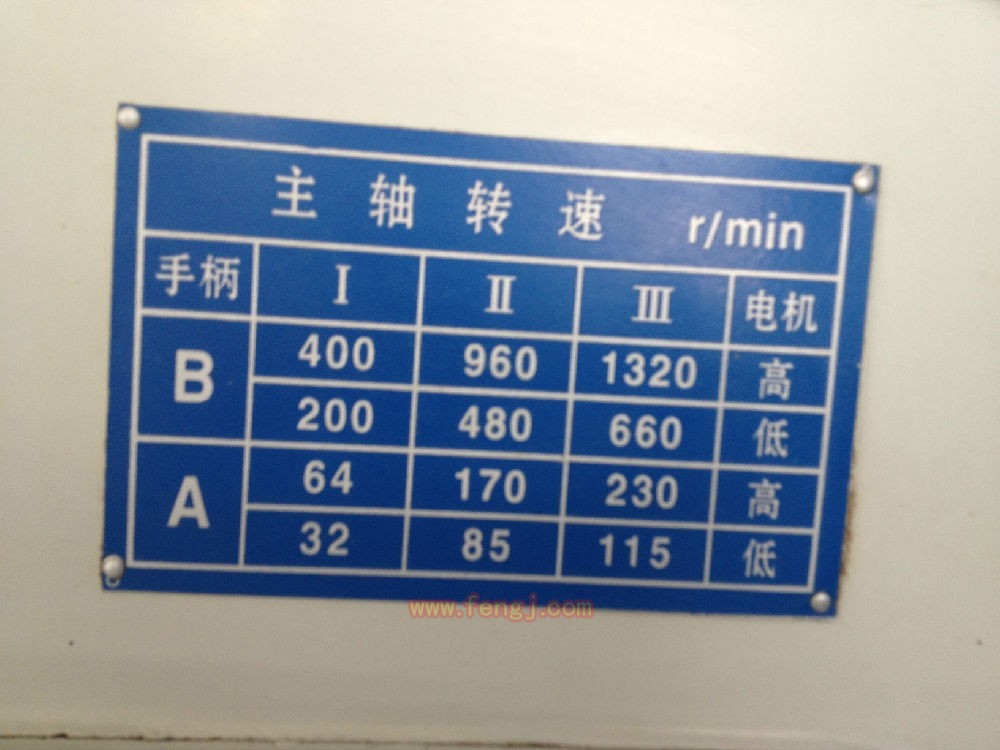 主轴转速 r/min
手柄 Ⅰ Ⅱ Ⅲ 电机
B 400 960 1320 高
200 480 660 低
A 64 170 230 高
32 85 115 低
www.fengj.com